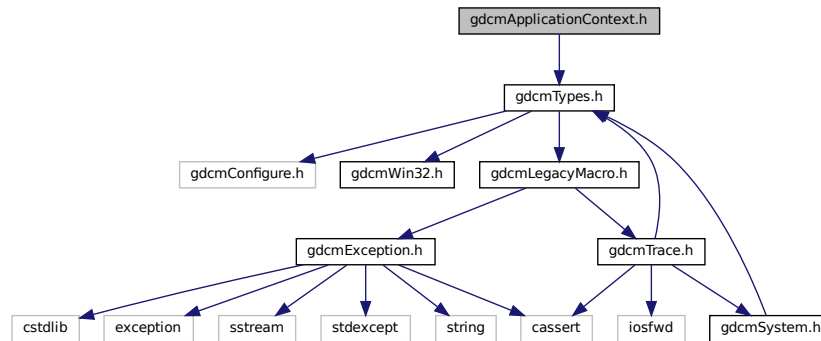 gdcmApplicationContext.h
gdcmTypes.h
gdcmConfigure.h
gdcmWin32.h
gdcmLegacyMacro.h
gdcmException.h
gdcmTrace.h
cstdlib
exception
sstream
stdexcept
string
cassert
iosfwd
gdcmSystem.h